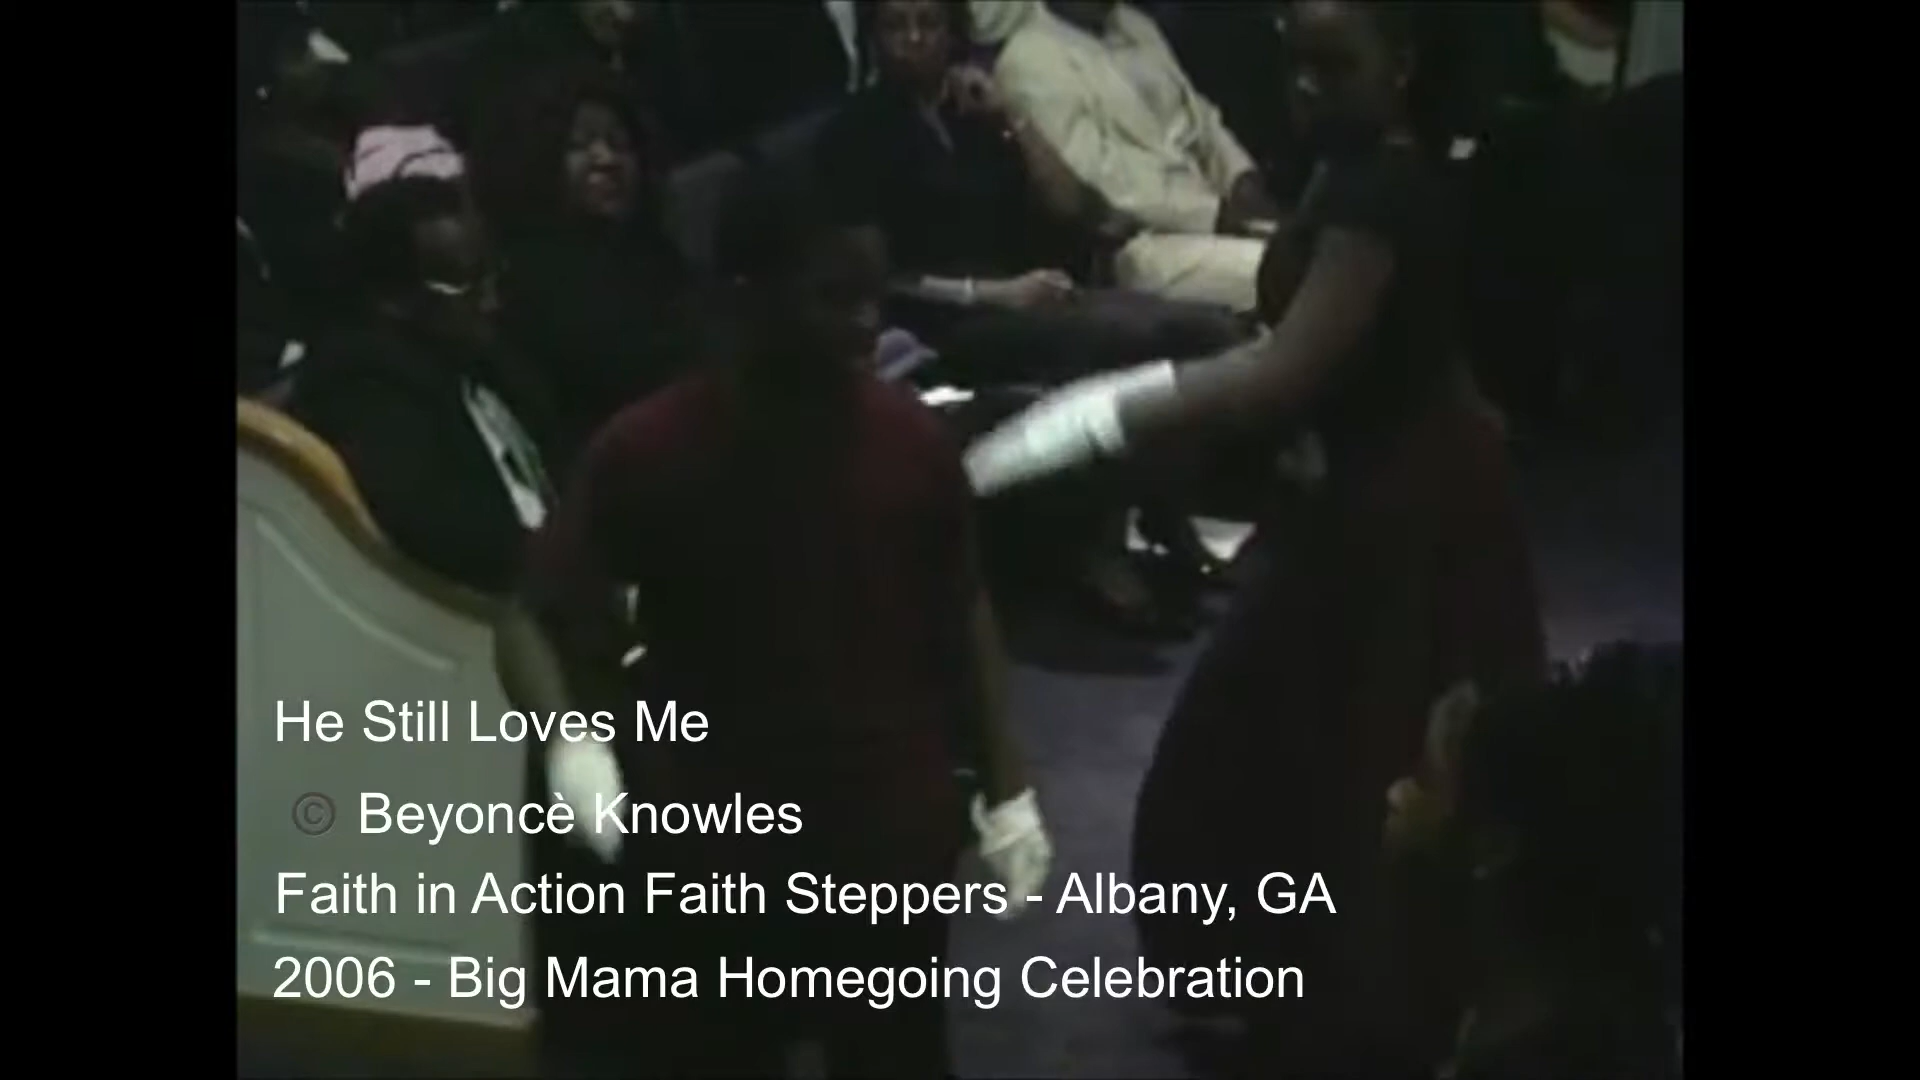 He Still Loves Me
© Beyoncè Knowles
Faith in Action Faith Steppers - Albany, GA
2006 - Big Mama Homegoing Celebration